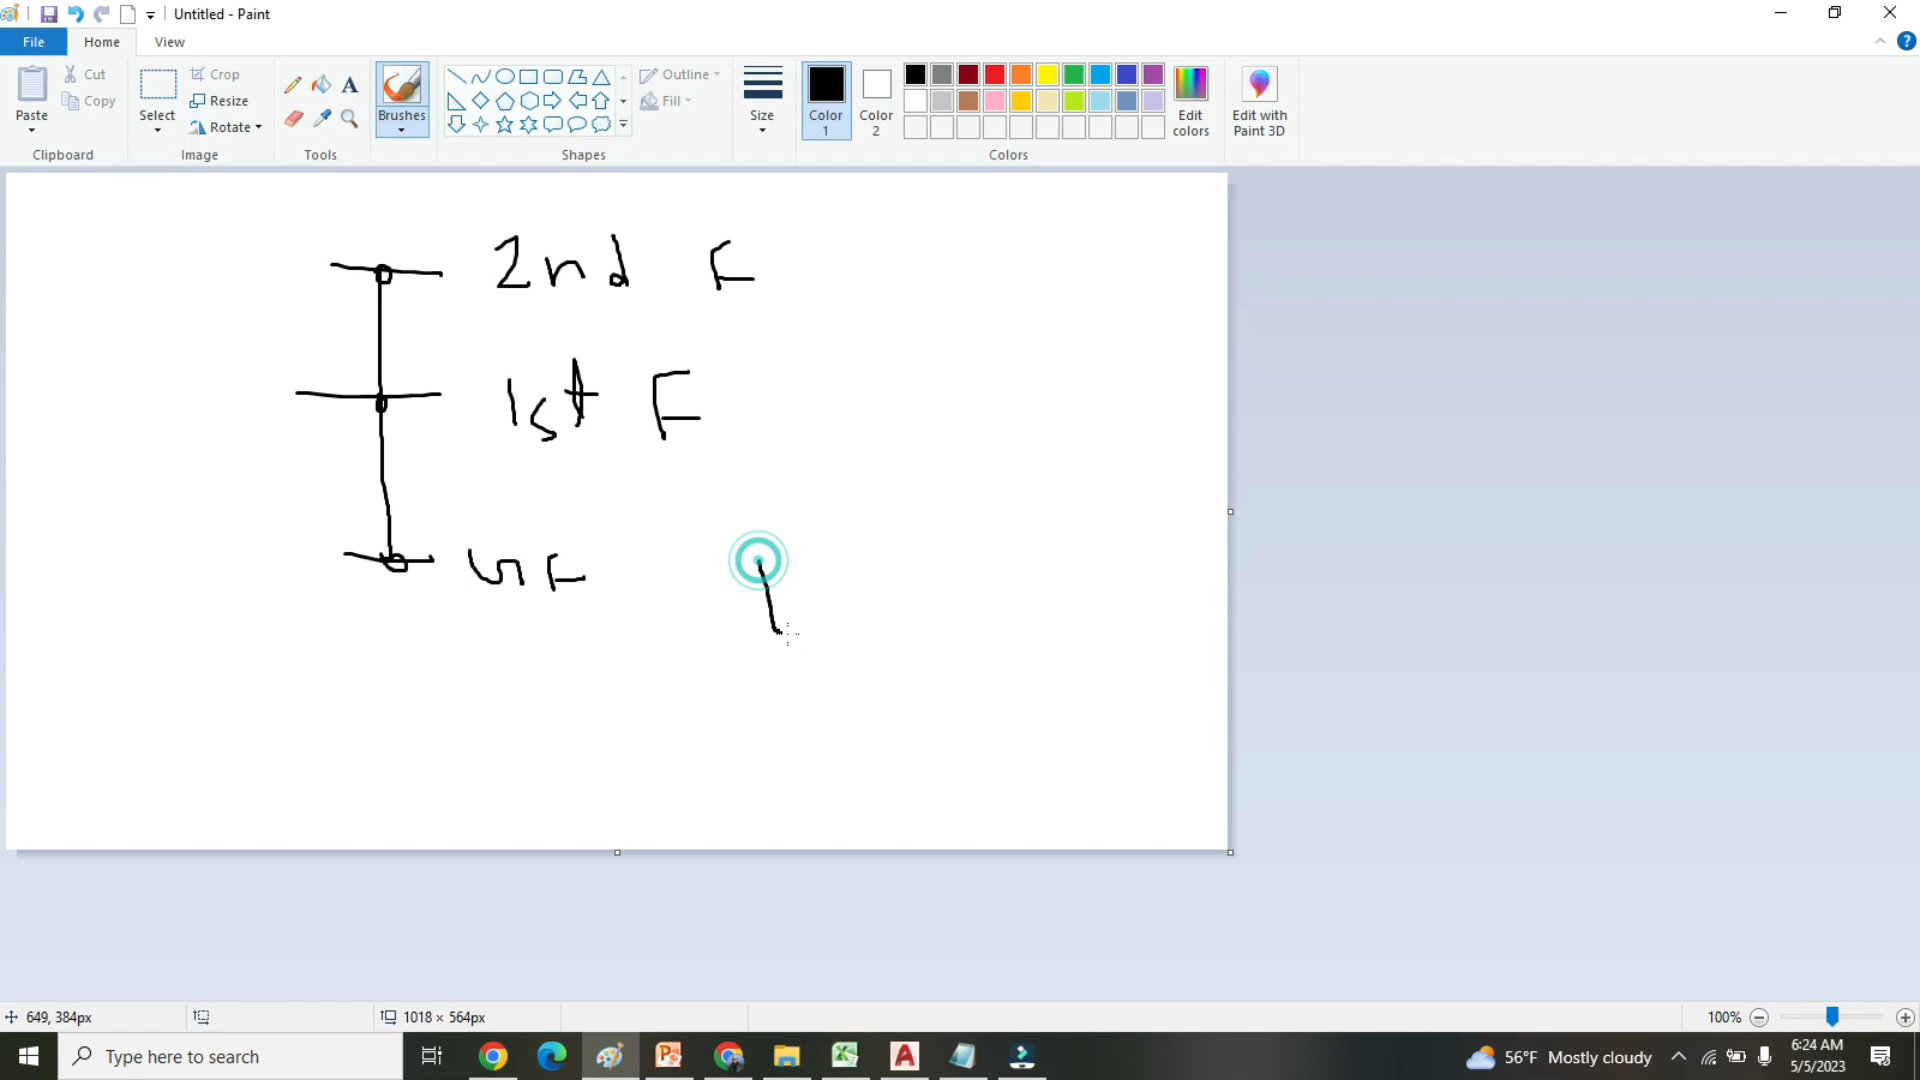 Untitled - Paint
File Home View
Paste Cut Copy
Clipboard
Select Crop Resize Rotate
Image
Tools
Brushes
Outline Fill
Shapes
Size
Color 1 Color 2
Edit colors
Colors
Edit with Paint 3D
2nd F
1st F
GF
649, 384px
1018 × 564px
100%
Type here to search
56°F Mostly cloudy
6:24 AM
5/5/2023